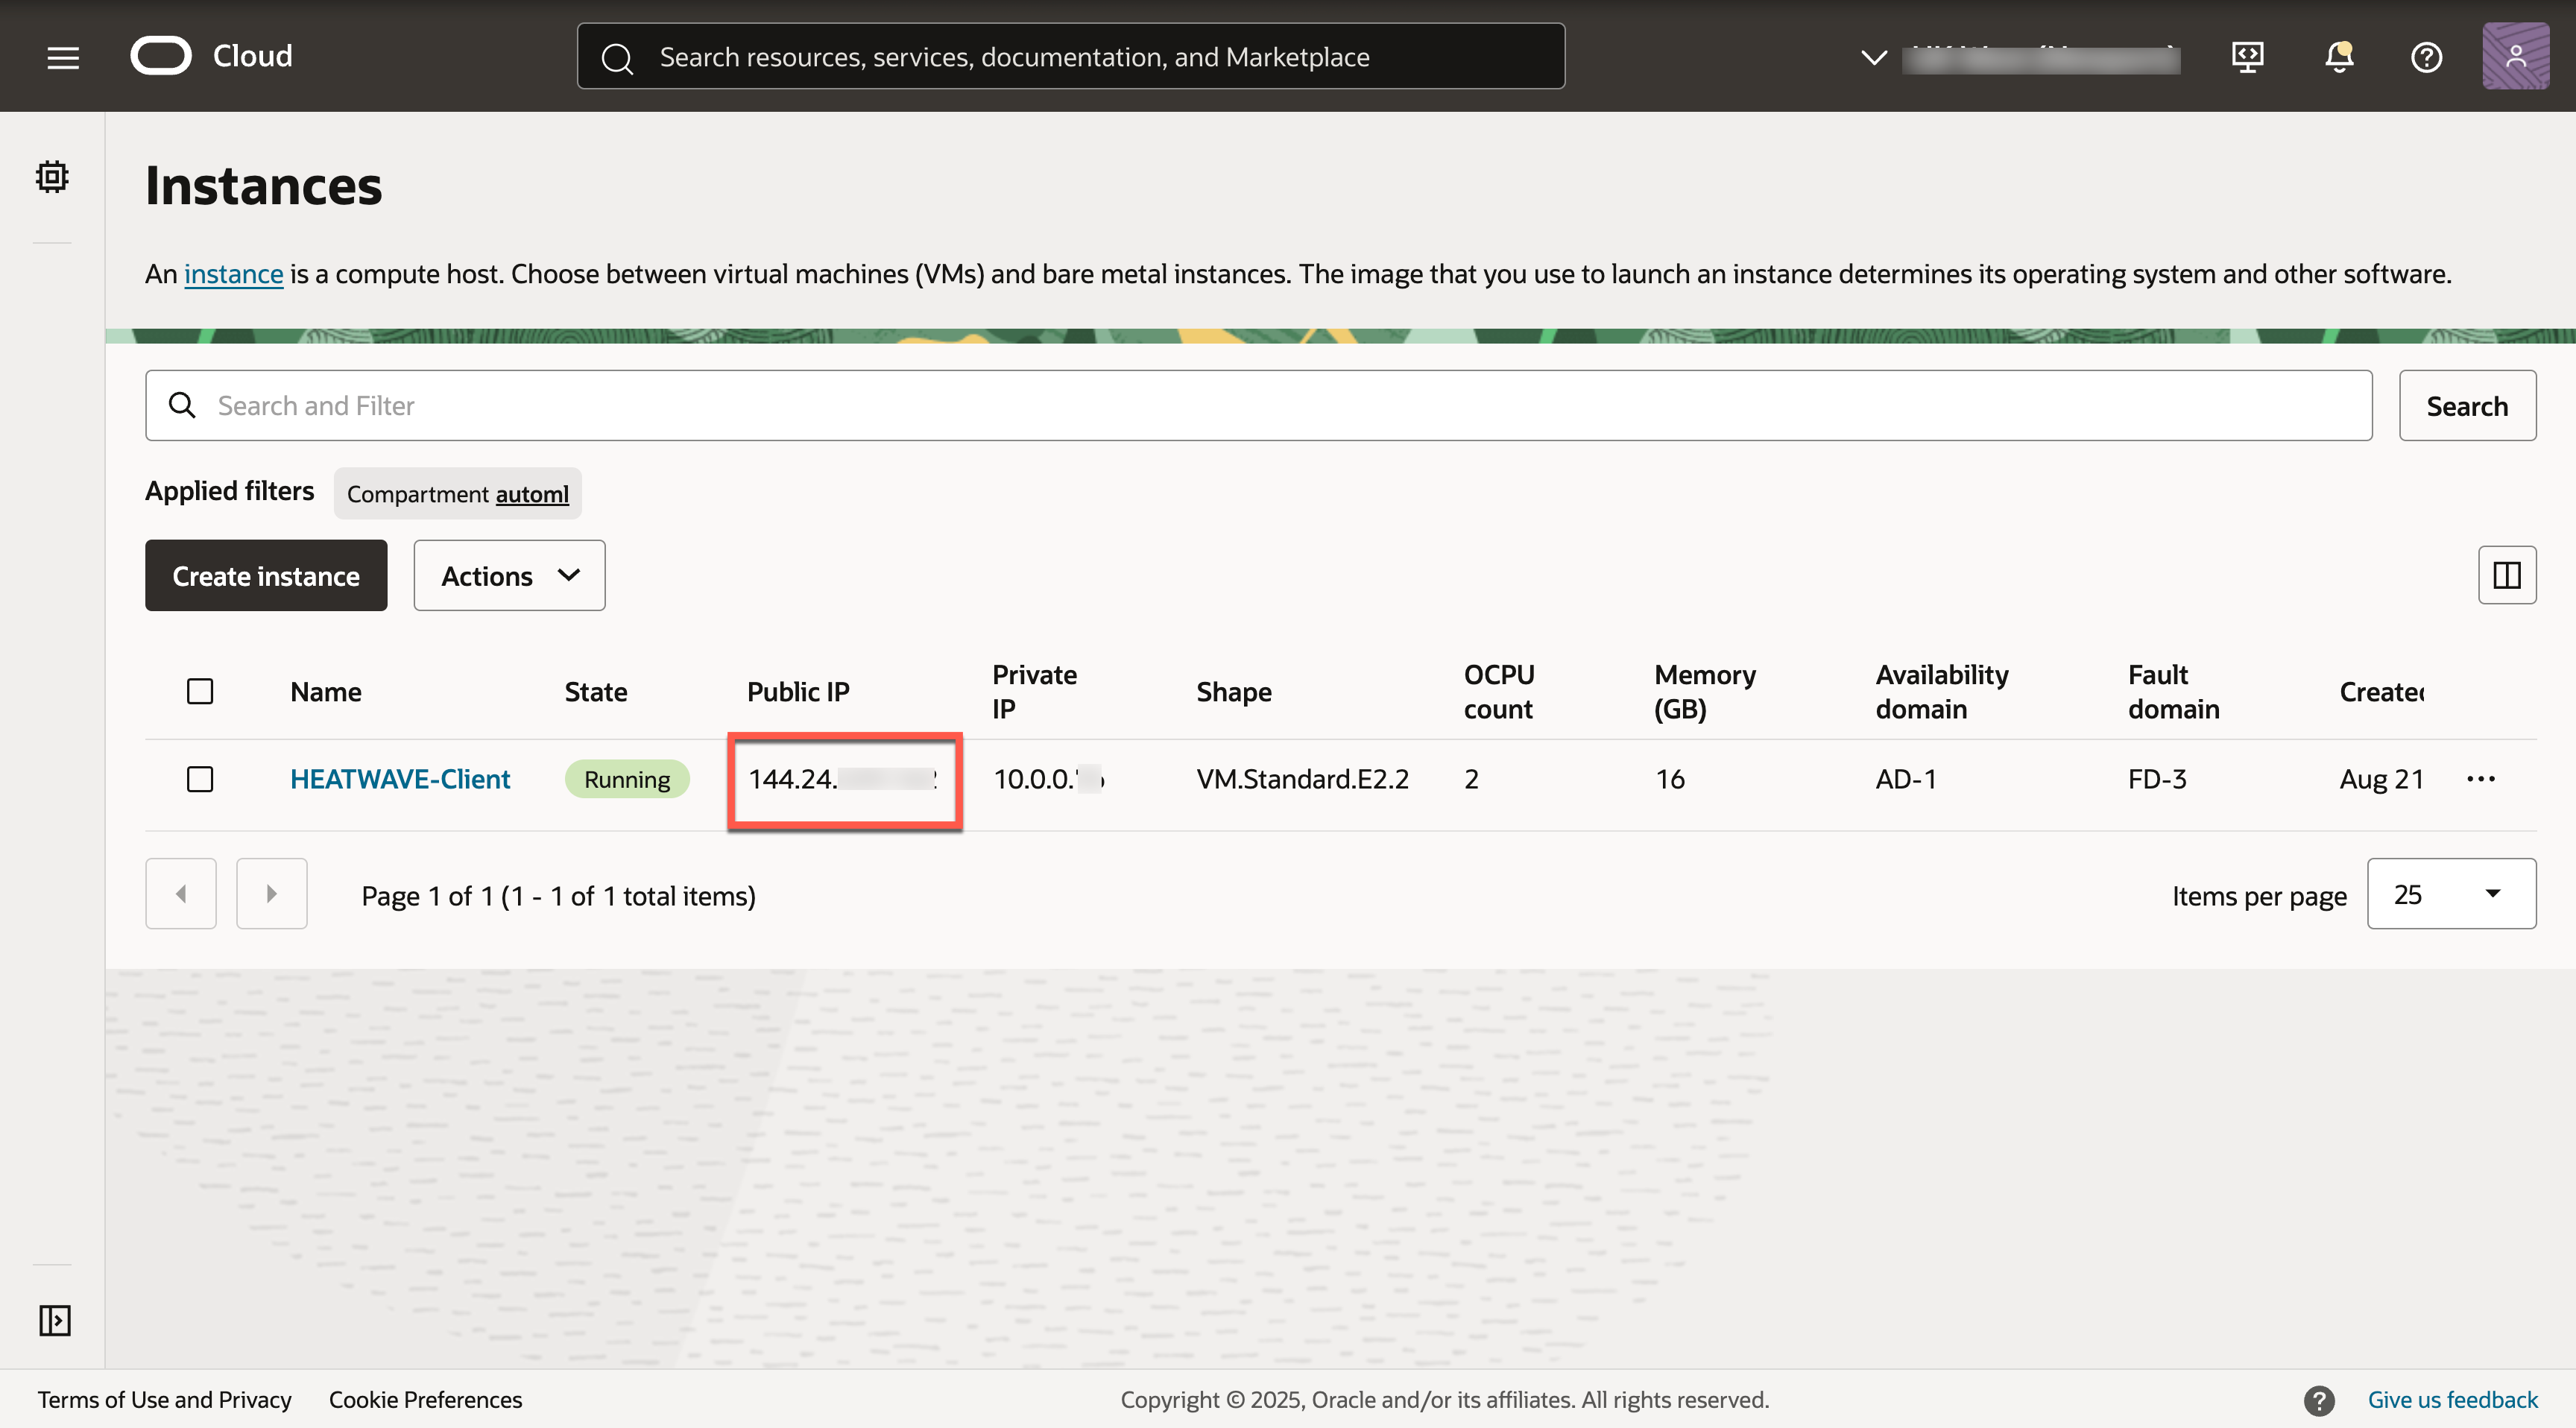 Cloud
Search resources, services, documentation, and Marketplace
Instances
An instance is a compute host. Choose between virtual machines (VMs) and bare metal instances. The image that you use to launch an instance determines its operating system and other software.
Search and Filter
Search
Applied filters
Compartment automl
Create instance
Actions
Name State Public IP Private IP Shape OCPU count Memory (GB) Availability domain Fault domain Created
HEATWAVE-Client Running 144.24. 10.0.0. VM.Standard.E2.2 2 16 AD-1 FD-3 Aug 21
Page 1 of 1 (1 - 1 of 1 total items)
Items per page 25
Terms of Use and Privacy Cookie Preferences Copyright © 2025, Oracle and/or its affiliates. All rights reserved. Give us feedback